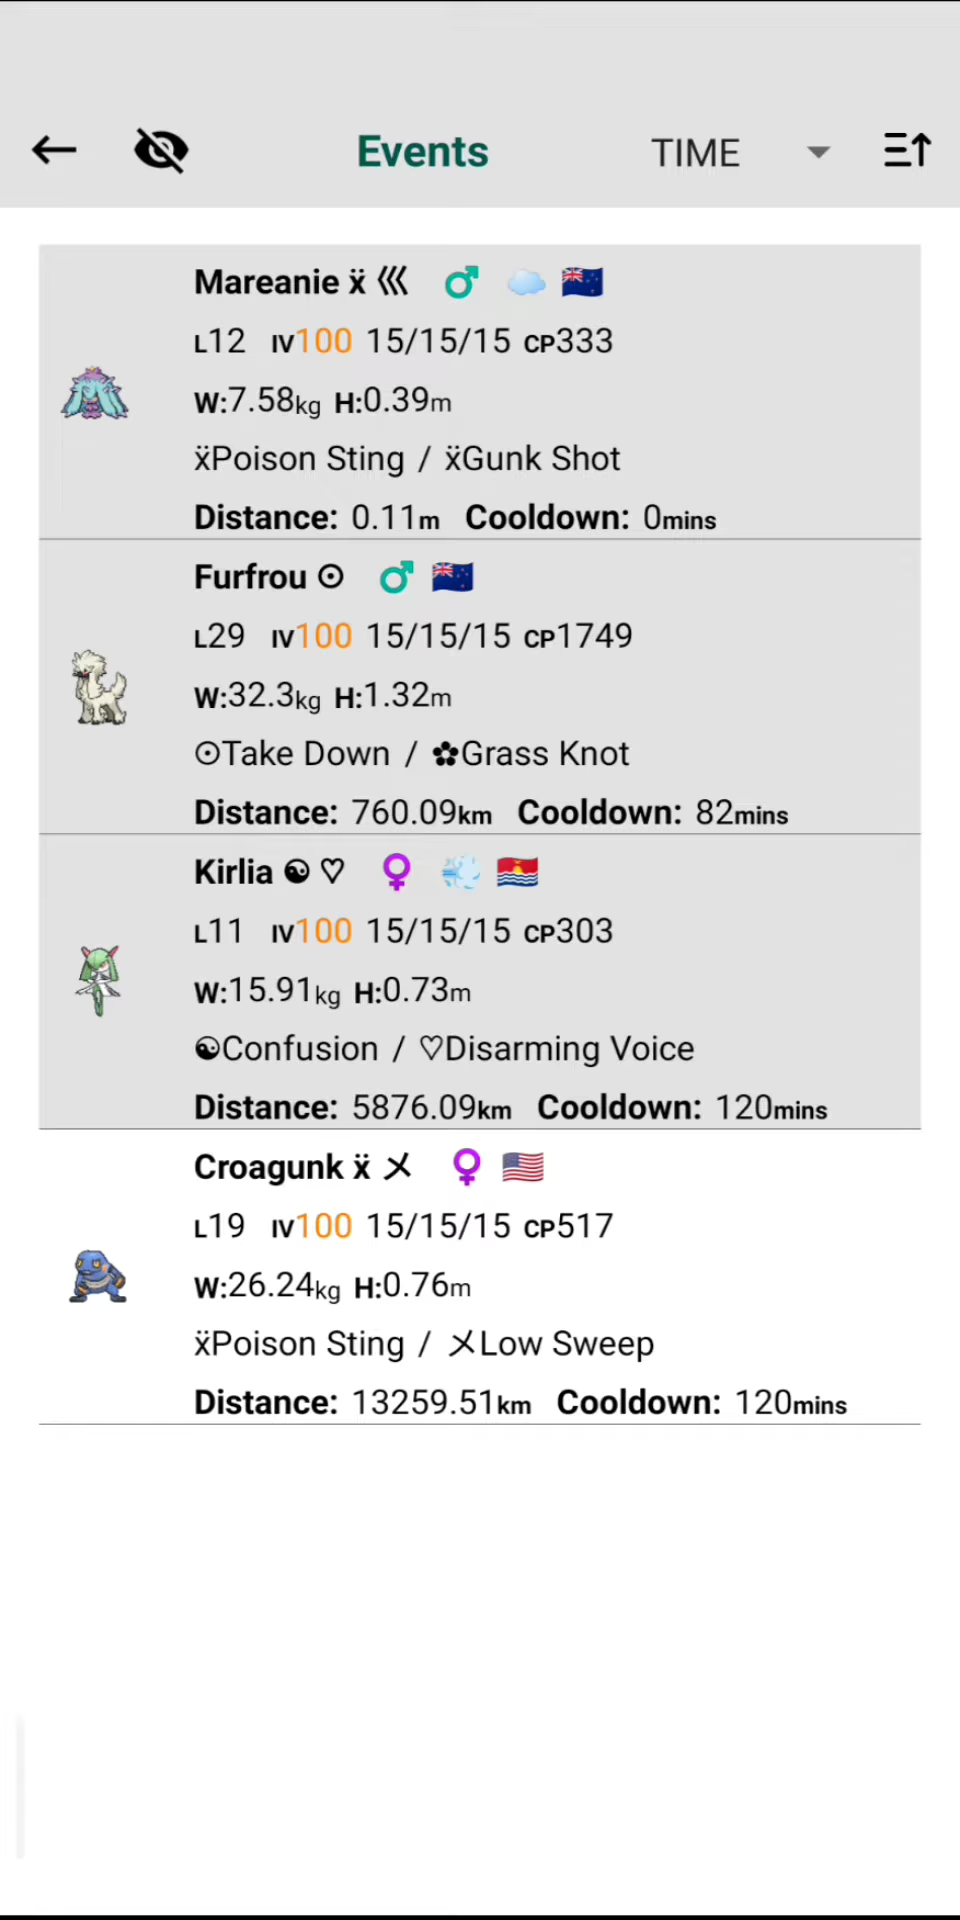 Events TIME
Mareanie ẍ
L12 IV100 15/15/15 CP333
W:7.58kg H:0.39m
ẍPoison Sting / ẍGunk Shot
Distance: 0.11m Cooldown: 0mins
Furfrou ⊙ ♂
L29 IV100 15/15/15 CP1749
W:32.3kg H:1.32m
⊙Take Down / ✿Grass Knot
Distance: 760.09km Cooldown: 82mins
Kirlia ☯ ♡ ♀
L11 IV100 15/15/15 CP303
W:15.91kg H:0.73m
☯Confusion / ♡Disarming Voice
Distance: 5876.09km Cooldown: 120mins
Croagunk ẍ 〤 ♀
L19 IV100 15/15/15 CP517
W:26.24kg H:0.76m
ẍPoison Sting / 〤Low Sweep
Distance: 13259.51km Cooldown: 120mins